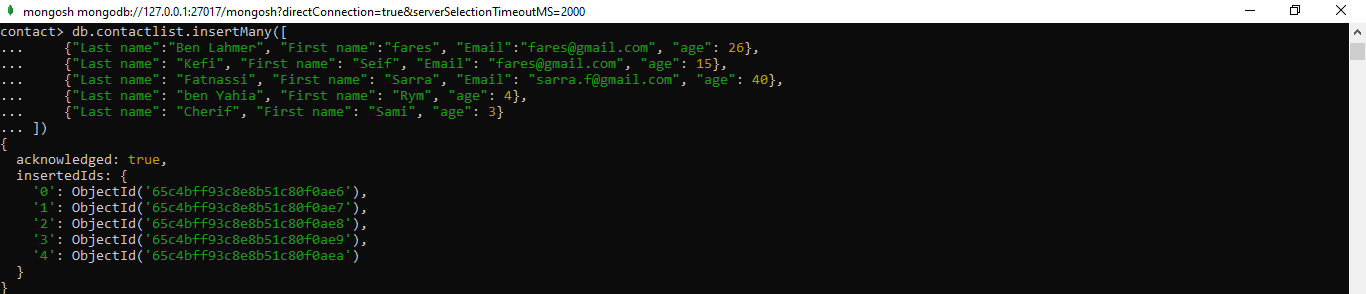 mongosh mongodb://127.0.0.1:27017/mongosh?directConnection=true&serverSelectionTimeoutMS=2000
contact> db.contactlist.insertMany([
...     {"Last name":"Ben Lahmer", "First name":"fares", "Email":"fares@gmail.com", "age": 26},
...     {"Last name": "Kefi", "First name": "Seif", "Email": "fares@gmail.com", "age": 15},
...     {"Last name": "Fatnassi", "First name": "Sarra", "Email": "sarra.f@gmail.com", "age": 40},
...     {"Last name": "ben Yahia", "First name": "Rym", "age": 4},
...     {"Last name": "Cherif", "First name": "Sami", "age": 3}
... ])
{
  acknowledged: true,
  insertedIds: {
    '0': ObjectId('65c4bff93c8e8b51c80f0ae6'),
    '1': ObjectId('65c4bff93c8e8b51c80f0ae7'),
    '2': ObjectId('65c4bff93c8e8b51c80f0ae8'),
    '3': ObjectId('65c4bff93c8e8b51c80f0ae9'),
    '4': ObjectId('65c4bff93c8e8b51c80f0aea')
  }
}